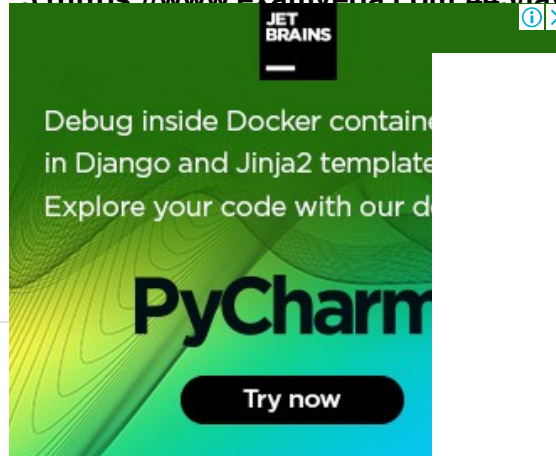 JET
BRAINS
Debug inside Docker containe
in Django and Jinja2 template
Explore your code with our d
PyCharm
Try now